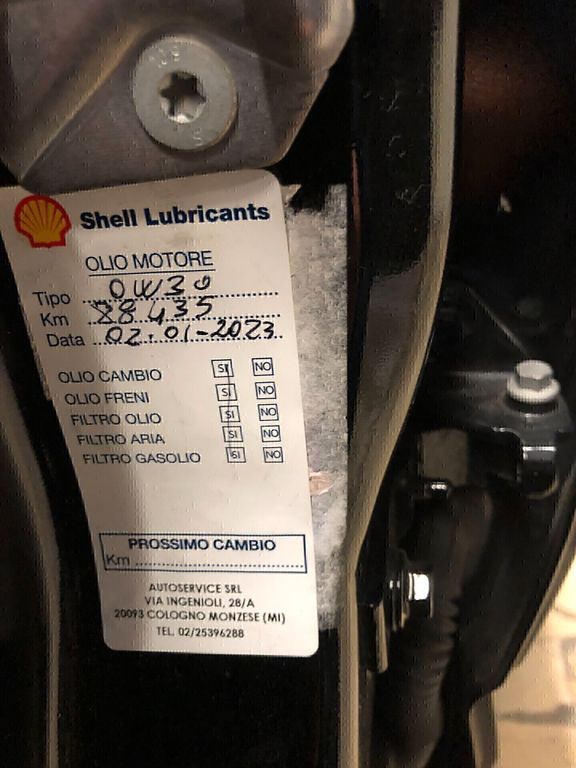 Shell Lubricants
OLIO MOTORE
Tipo 0W30
Km 88.435
Data 02-01-2023
OLIO CAMBIO SI NO
OLIO FRENI SI NO
FILTRO OLIO SI NO
FILTRO ARIA SI NO
FILTRO GASOLIO SI NO
PROSSIMO CAMBIO
Km
AUTOSERVICE SRL
VIA INGENIOLI, 28/A
20093 COLOGNO MONZESE (MI)
TEL. 02/25396288